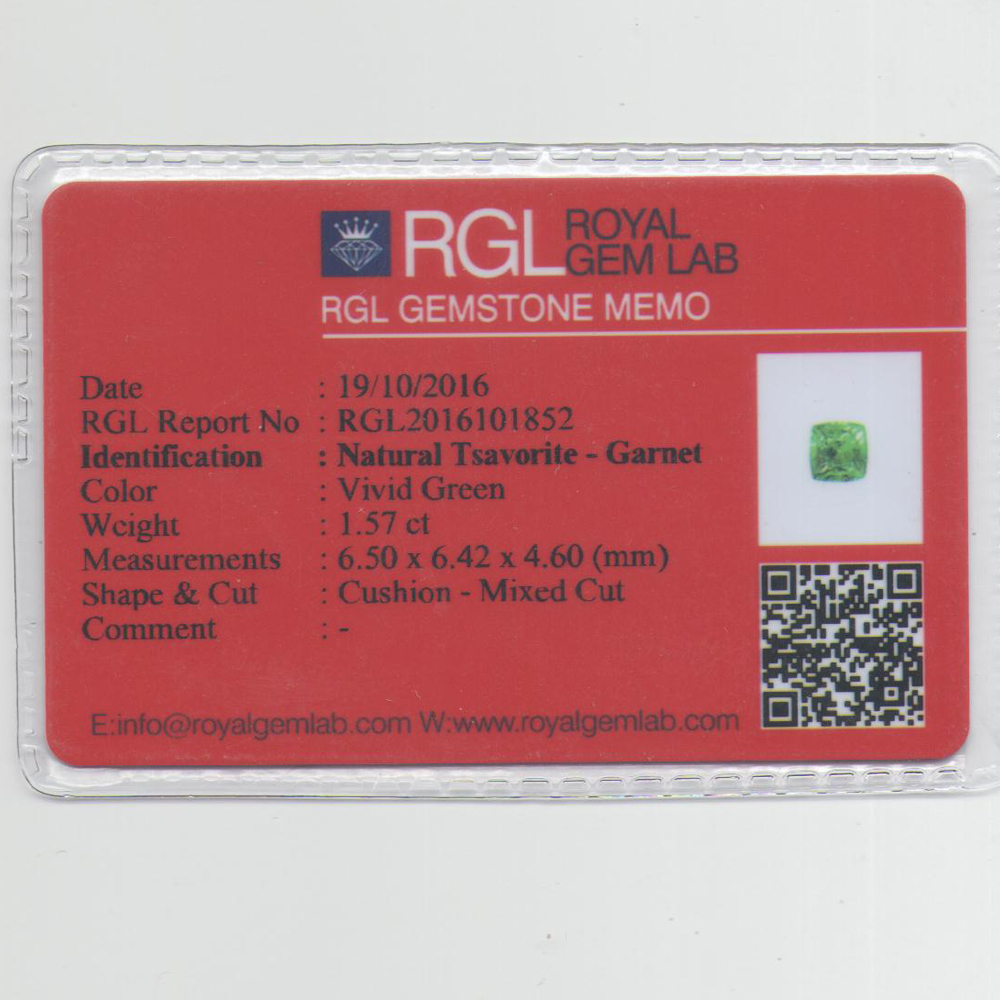 RGL ROYAL GEM LAB
RGL GEMSTONE MEMO
Date : 19/10/2016
RGL Report No : RGL2016101852
Identification : Natural Tsavorite - Garnet
Color : Vivid Green
Weight : 1.57 ct
Measurements : 6.50 x 6.42 x 4.60 (mm)
Shape & Cut : Cushion - Mixed Cut
Comment : -
E:info@royalgemlab.com W:www.royalgemlab.com